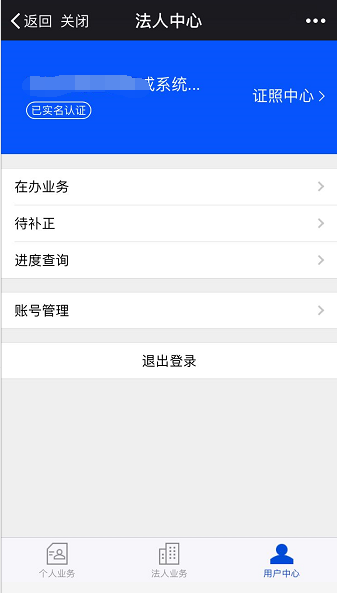 返回 关闭 法人中心
系统...
已实名认证
证照中心
在办业务
待补正
进度查询
账号管理
退出登录
个人业务 法人业务 用户中心